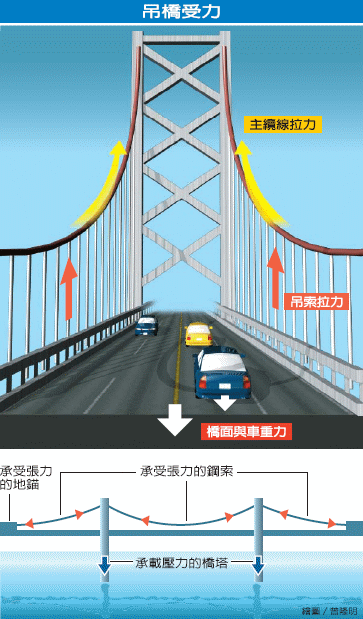 吊橋受力
主纜線拉力
吊索拉力
橋面與車重力
承受張力
的地錨
承受張力的鋼索
承載壓力的橋塔
繪圖/曾隆明